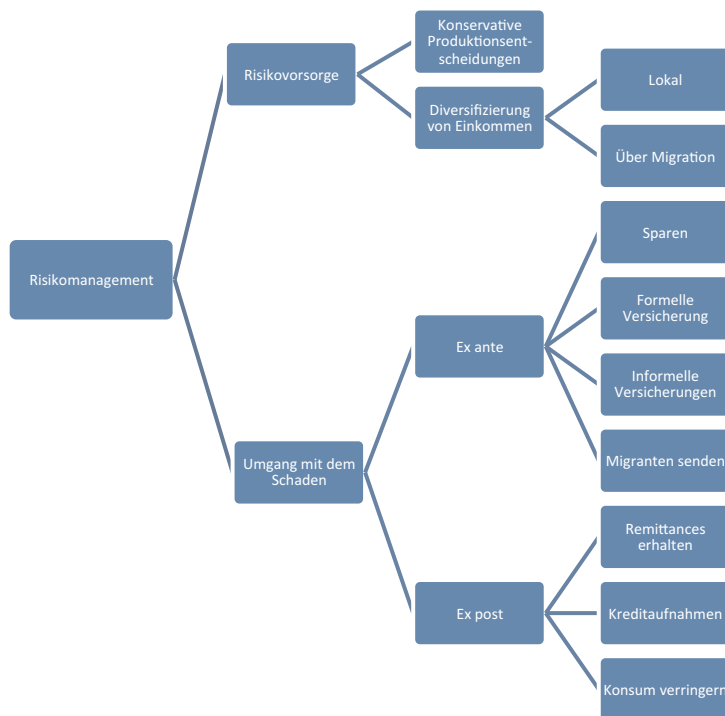 Risikomanagement
Risikovorsorge
Konservative
Produktionsent-
scheidungen
Diversifizierung
von Einkommen
Lokal
Über Migration
Umgang mit dem
Schaden
Ex ante
Sparen
Formelle
Versicherung
Informelle
Versicherungen
Migranten senden
Ex post
Remittances
erhalten
Kreditaufnahmen
Konsum verringern